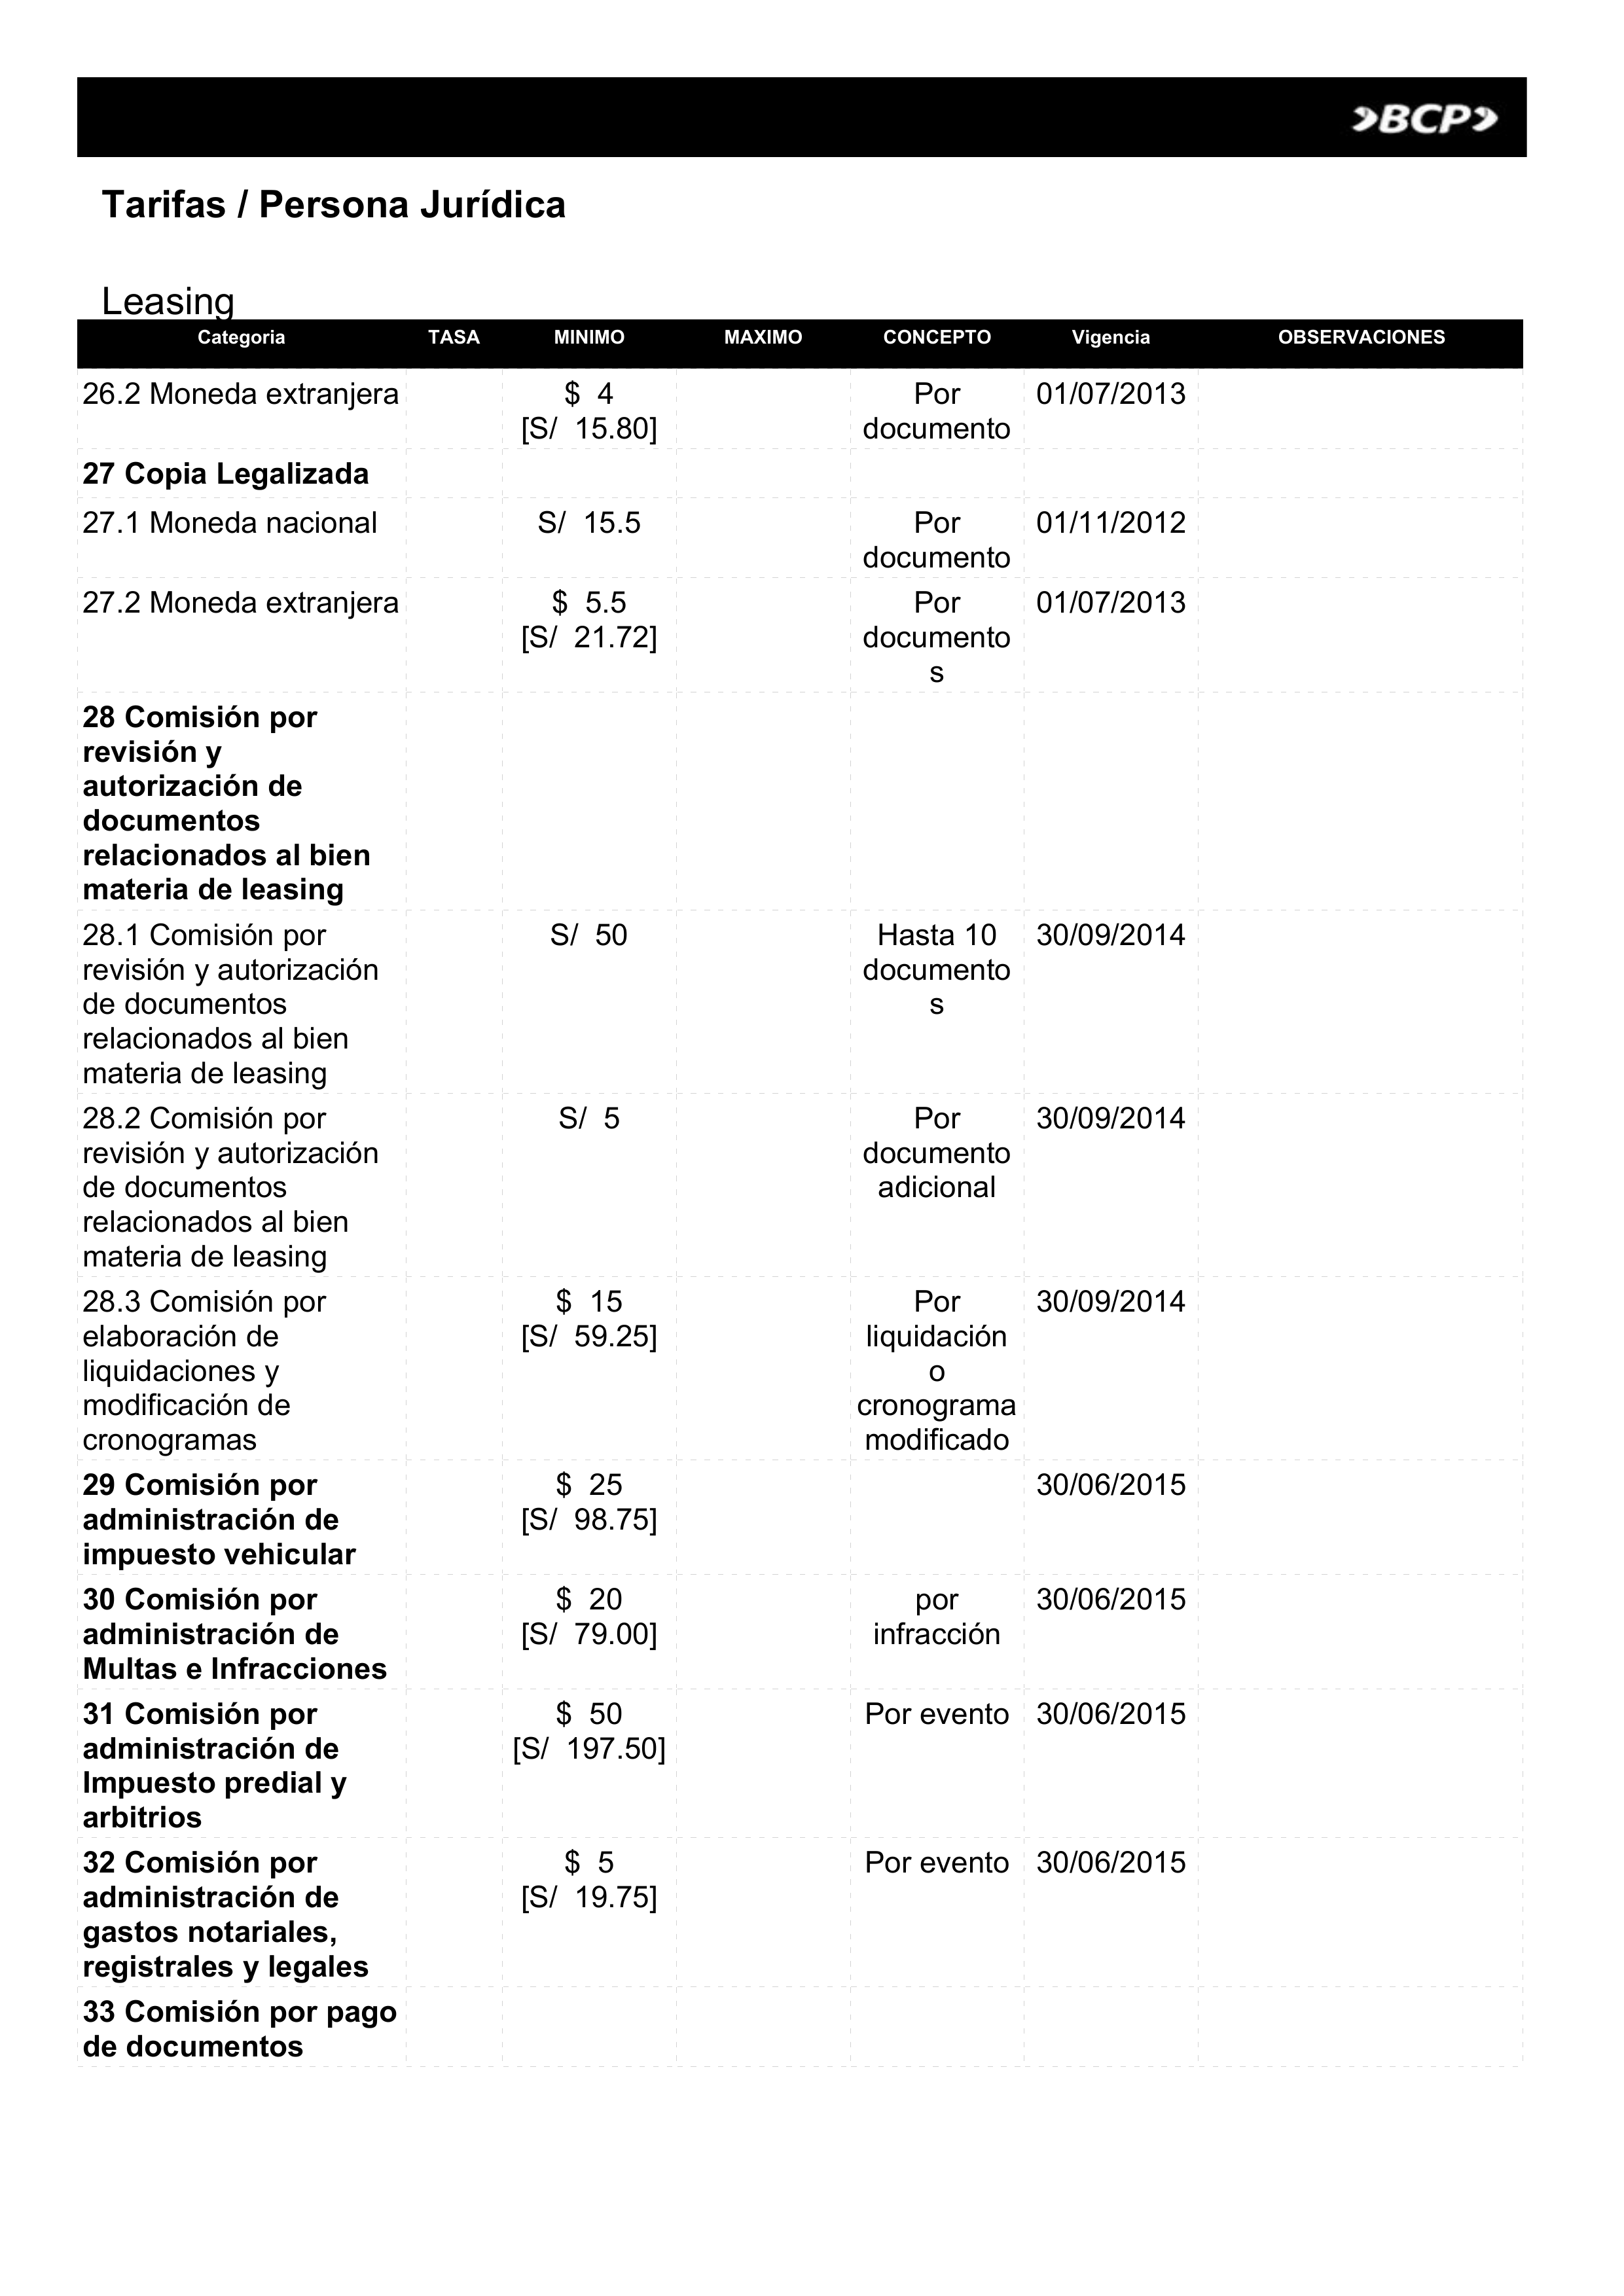 BCP
Tarifas / Persona Jurídica
Leasing
Categoria TASA MINIMO MAXIMO CONCEPTO Vigencia OBSERVACIONES
26.2 Moneda extranjera $ 4 Por 01/07/2013
[S/ 15.80] documento
27 Copia Legalizada
27.1 Moneda nacional S/ 15.5 Por 01/11/2012
documento
27.2 Moneda extranjera $ 5.5 Por 01/07/2013
[S/ 21.72] documento
s
28 Comisión por
revisión y
autorización de
documentos
relacionados al bien
materia de leasing
28.1 Comisión por S/ 50 Hasta 10 30/09/2014
revisión y autorización documento
de documentos s
relacionados al bien
materia de leasing
28.2 Comisión por S/ 5 Por 30/09/2014
revisión y autorización documento
de documentos adicional
relacionados al bien
materia de leasing
28.3 Comisión por $ 15 Por 30/09/2014
elaboración de [S/ 59.25] liquidación
liquidaciones y o
modificación de cronograma
cronogramas modificado
29 Comisión por $ 25 30/06/2015
administración de [S/ 98.75]
impuesto vehicular
30 Comisión por $ 20 por 30/06/2015
administración de [S/ 79.00] infracción
Multas e Infracciones
31 Comisión por $ 50 Por evento 30/06/2015
administración de [S/ 197.50]
Impuesto predial y
arbitrios
32 Comisión por $ 5 Por evento 30/06/2015
administración de [S/ 19.75]
gastos notariales,
registrales y legales
33 Comisión por pago
de documentos